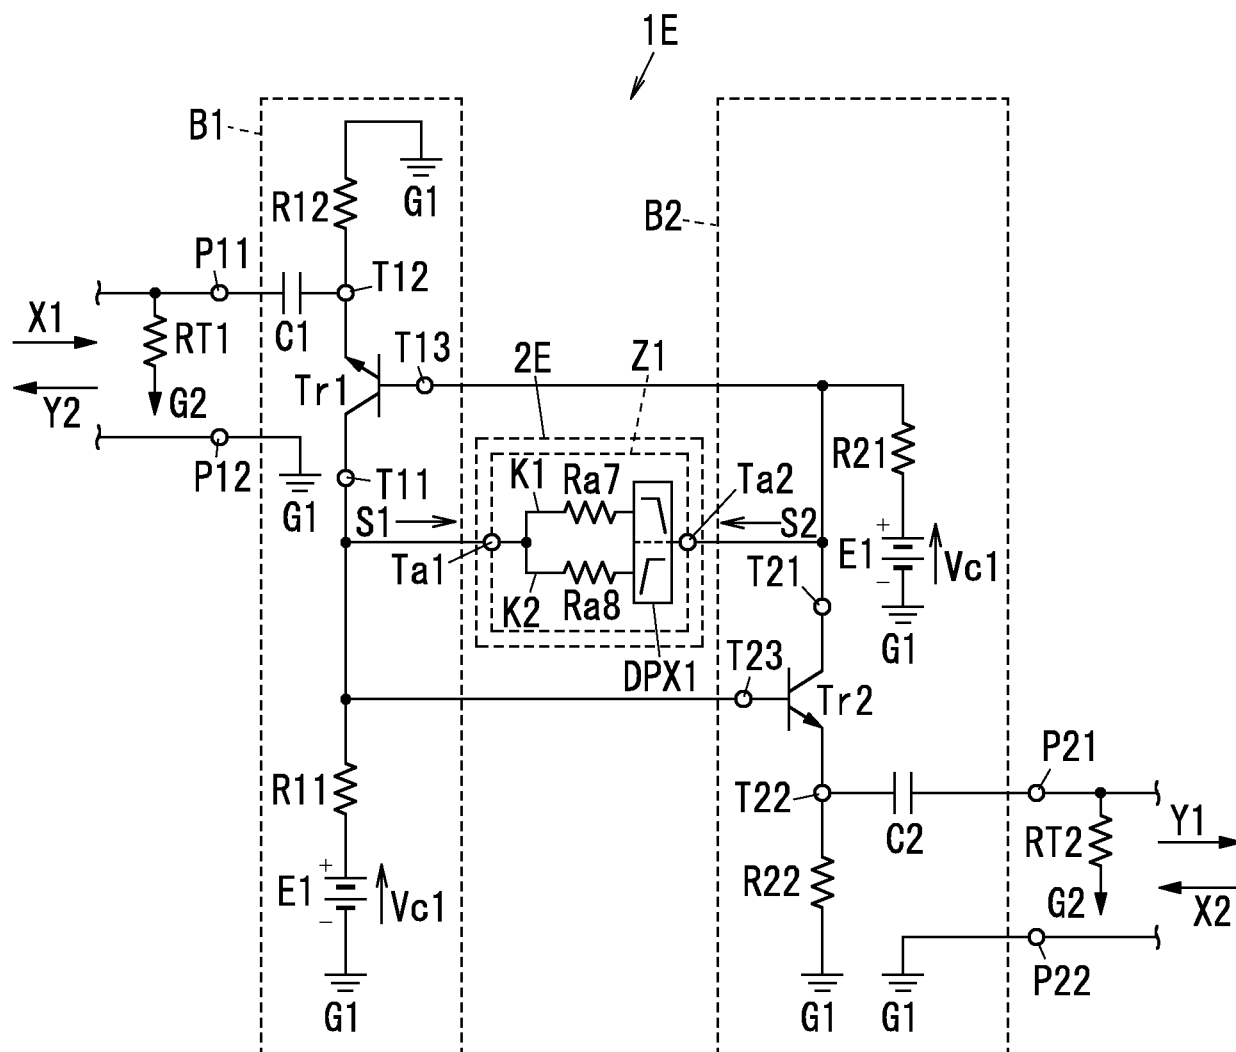 1E
B1
G1
R12
B2
P11
T12
X1
RT1
C1
T13
2E
Z1
Tr1
Y2
G2
R21
P12
T11
K1
Ra7
Ta2
G1
S1
S2
+
E1
Vc1
Ta1
T21
−
K2
Ra8
G1
T23
DPX1
Tr2
P21
R11
T22
Y1
C2
RT2
+
E1
Vc1
R22
G2
X2
−
P22
G1
G1
G1